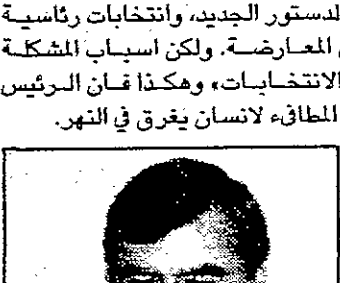 لدستور الجديد، وانتخابات رئاسية
المعارضة. ولكن اسباب المشكلة
الانتخابات» وهكذا فان الرئيس
المطافىء لانسان يغرق في النهر.